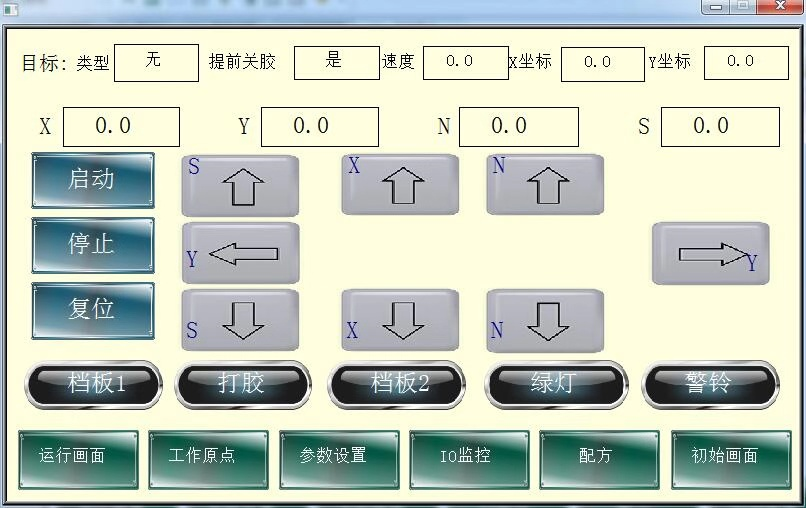 目标: 类型 无 提前关胶 是 速度 0.0 X坐标 0.0 Y坐标 0.0
X 0.0 Y 0.0 N 0.0 S 0.0
启动 S X N
停止 Y Y
复位 S X N
档板1 打胶 档板2 绿灯 警铃
运行画面 工作原点 参数设置 IO监控 配方 初始画面